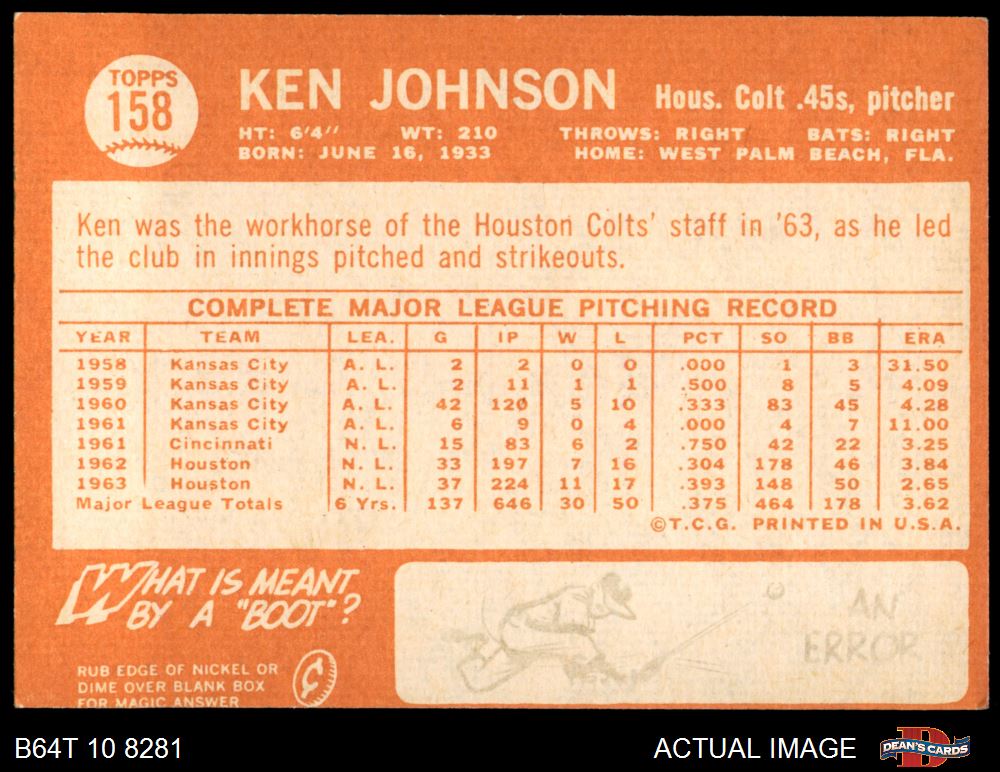 TOPPS
158
KEN JOHNSON Hous. Colt .45s, pitcher
HT: 6'4" WT: 210 THROWS: RIGHT BATS: RIGHT
BORN: JUNE 16, 1933 HOME: WEST PALM BEACH, FLA.
Ken was the workhorse of the Houston Colts' staff in '63, as he led
the club in innings pitched and strikeouts.
COMPLETE MAJOR LEAGUE PITCHING RECORD
YEAR TEAM LEA. G IP W L PCT SO BB ERA
1958 Kansas City A. L. 2 2 0 0 .000 1 3 31.50
1959 Kansas City A. L. 2 11 1 1 .500 8 5 4.09
1960 Kansas City A. L. 42 120 5 10 .333 83 45 4.28
1961 Kansas City A. L. 6 9 0 4 .000 4 7 11.00
1961 Cincinnati N. L. 15 83 6 2 .750 42 22 3.25
1962 Houston N. L. 33 197 7 16 .304 178 46 3.84
1963 Houston N. L. 37 224 11 17 .393 148 50 2.65
Major League Totals 6 Yrs. 137 646 30 50 .375 464 178 3.62
©T.C.G. PRINTED IN U.S.A.
WHAT IS MEANT
BY A "BOOT"?
RUB EDGE OF NICKEL OR
DIME OVER BLANK BOX
FOR MAGIC ANSWER
AN
ERROR
B64T 10 8281 ACTUAL IMAGE
DEAN'S CARDS